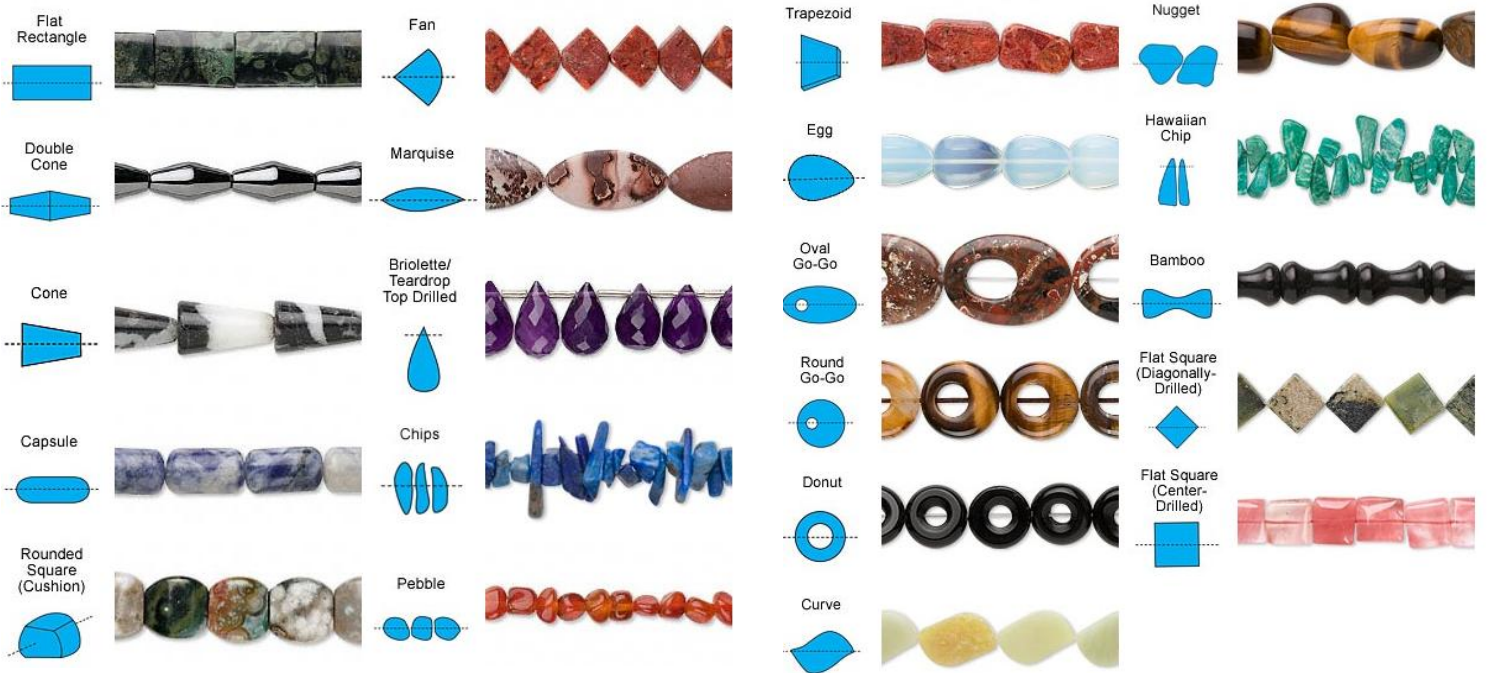 Flat
Rectangle
Double
Cone
Cone
Capsule
Rounded
Square
(Cushion)
Fan
Marquise
Briolette/
Teardrop
Top Drilled
Chips
Pebble
Trapezoid
Egg
Oval
Go-Go
Round
Go-Go
Donut
Curve
Nugget
Hawaiian
Chip
Bamboo
Flat Square
(Diagonally-
Drilled)
Flat Square
(Center-
Drilled)